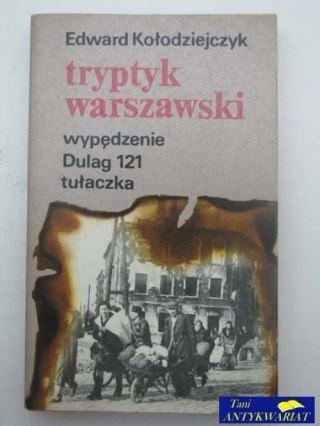 Edward Kołodziejczyk
tryptyk
warszawski
wypędzenie
Dulag 121
tułaczka
Tani
ANTYKWARIAT